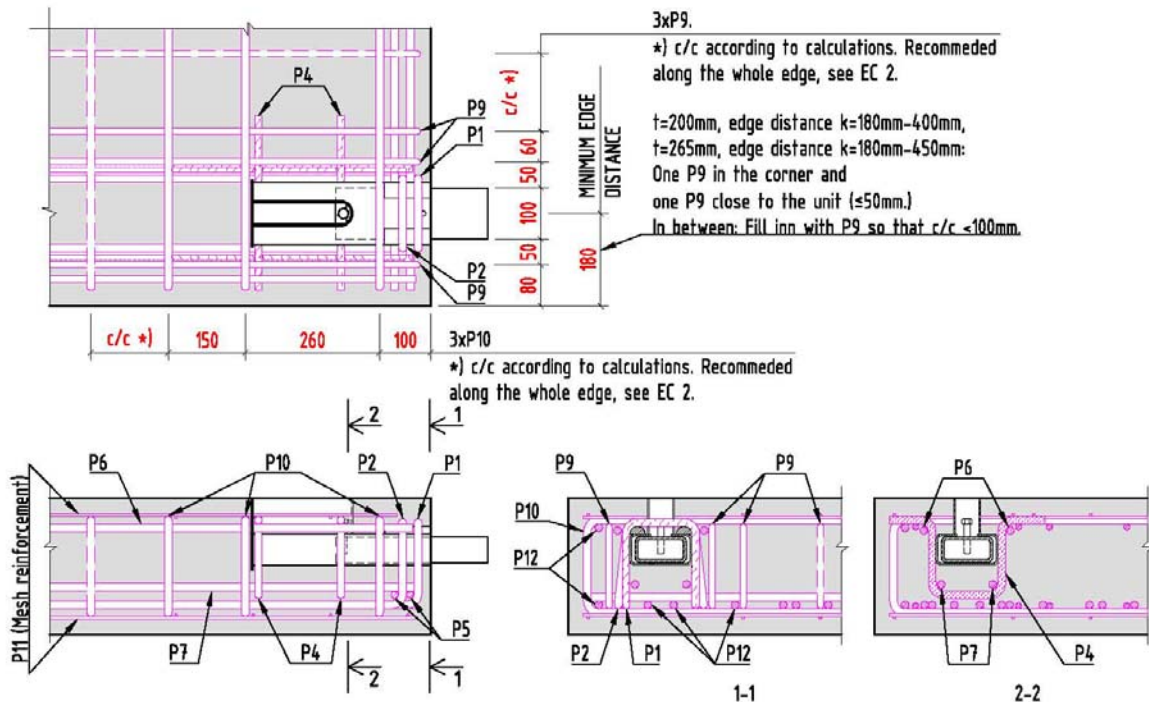 3xP9.
*) c/c according to calculations. Recommeded
along the whole edge, see EC 2.
t=200mm, edge distance k=180mm-400mm,
t=265mm, edge distance k=180mm-450mm:
One P9 in the corner and
one P9 close to the unit (≤50mm.)
In between: Fill inn with P9 so that c/c <100mm.
P4
P9
P1
P2
P9
c/c *)
60
50
100
50
80
MINIMUM EDGE
DISTANCE
180
c/c *)
150
260
100
3xP10
*) c/c according to calculations. Recommeded
along the whole edge, see EC 2.
2
1
P6
P10
P2
P1
P11 (Mesh reinforcement)
P7
P4
P5
2
1
P9
P9
P10
P12
P2
P1
P12
1-1
P6
P7
P4
2-2